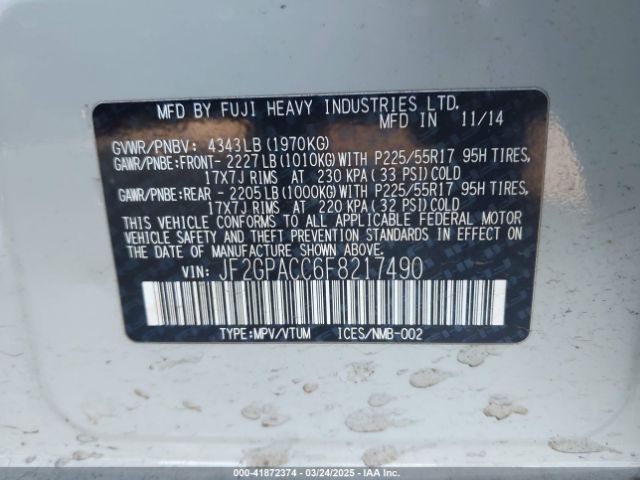 MFD BY FUJI HEAVY INDUSTRIES LTD.
MFD IN 11/14
GVWR/PNBV: 4343LB(1970KG)
GAWR/PNBE:FRONT- 2227LB(1010KG)WITH P225/55R17 95H TIRES,
17X7J RIMS AT 230 KPA(33 PSI)COLD
GAWR/PNBE:REAR - 2205LB(1000KG)WITH P225/55R17 95H TIRES,
17X7J RIMS AT 220 KPA(32 PSI)COLD
THIS VEHICLE CONFORMS TO ALL APPLICABLE FEDERAL MOTOR
VEHICLE SAFETY AND THEFT PREVENTION STANDARDS IN EFFECT ON
THE DATE OF MANUFACTURE SHOWN ABOVE.
VIN: JF2GPACC6F8217490
TYPE:MPV/VTUM ICES/NMB-002
000-41872374 | 03/24/2025 - IAA Inc.